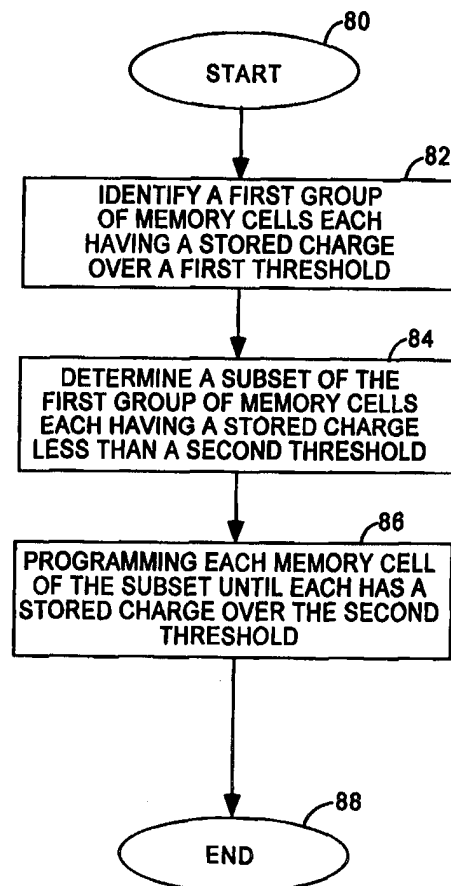 80
START
82
IDENTIFY A FIRST GROUP
OF MEMORY CELLS EACH
HAVING A STORED CHARGE
OVER A FIRST THRESHOLD
84
DETERMINE A SUBSET OF THE
FIRST GROUP OF MEMORY CELLS
EACH HAVING A STORED CHARGE
LESS THAN A SECOND THRESHOLD
86
PROGRAMMING EACH MEMORY CELL
OF THE SUBSET UNTIL EACH HAS A
STORED CHARGE OVER THE SECOND
THRESHOLD
88
END